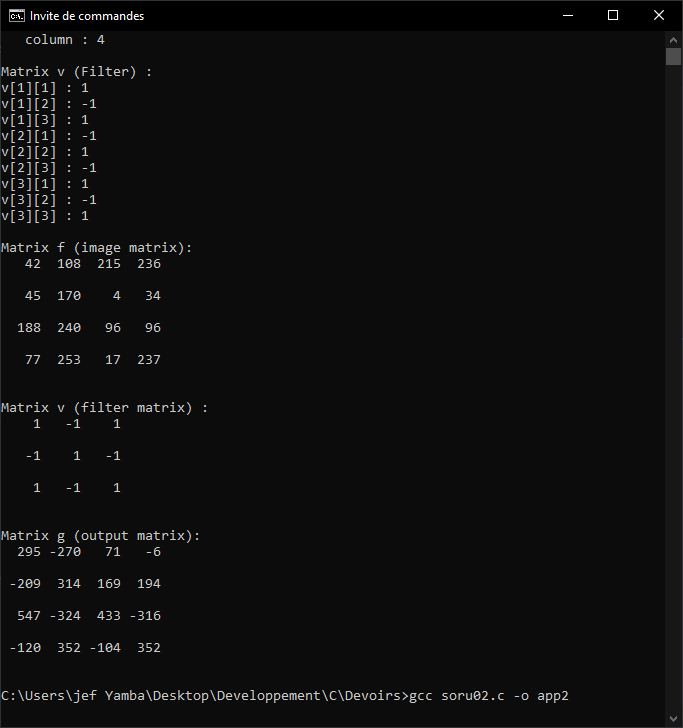 Invite de commandes
column : 4
Matrix v (Filter) :
v[1][1] : 1
v[1][2] : -1
v[1][3] : 1
v[2][1] : -1
v[2][2] : 1
v[2][3] : -1
v[3][1] : 1
v[3][2] : -1
v[3][3] : 1
Matrix f (image matrix):
42 108 215 236
45 170 4 34
188 240 96 96
77 253 17 237
Matrix v (filter matrix) :
1 -1 1
-1 1 -1
1 -1 1
Matrix g (output matrix):
295 -270 71 -6
-209 314 169 194
547 -324 433 -316
-120 352 -104 352
C:\Users\jef Yamba\Desktop\Developpement\C\Devoirs>gcc soru02.c -o app2